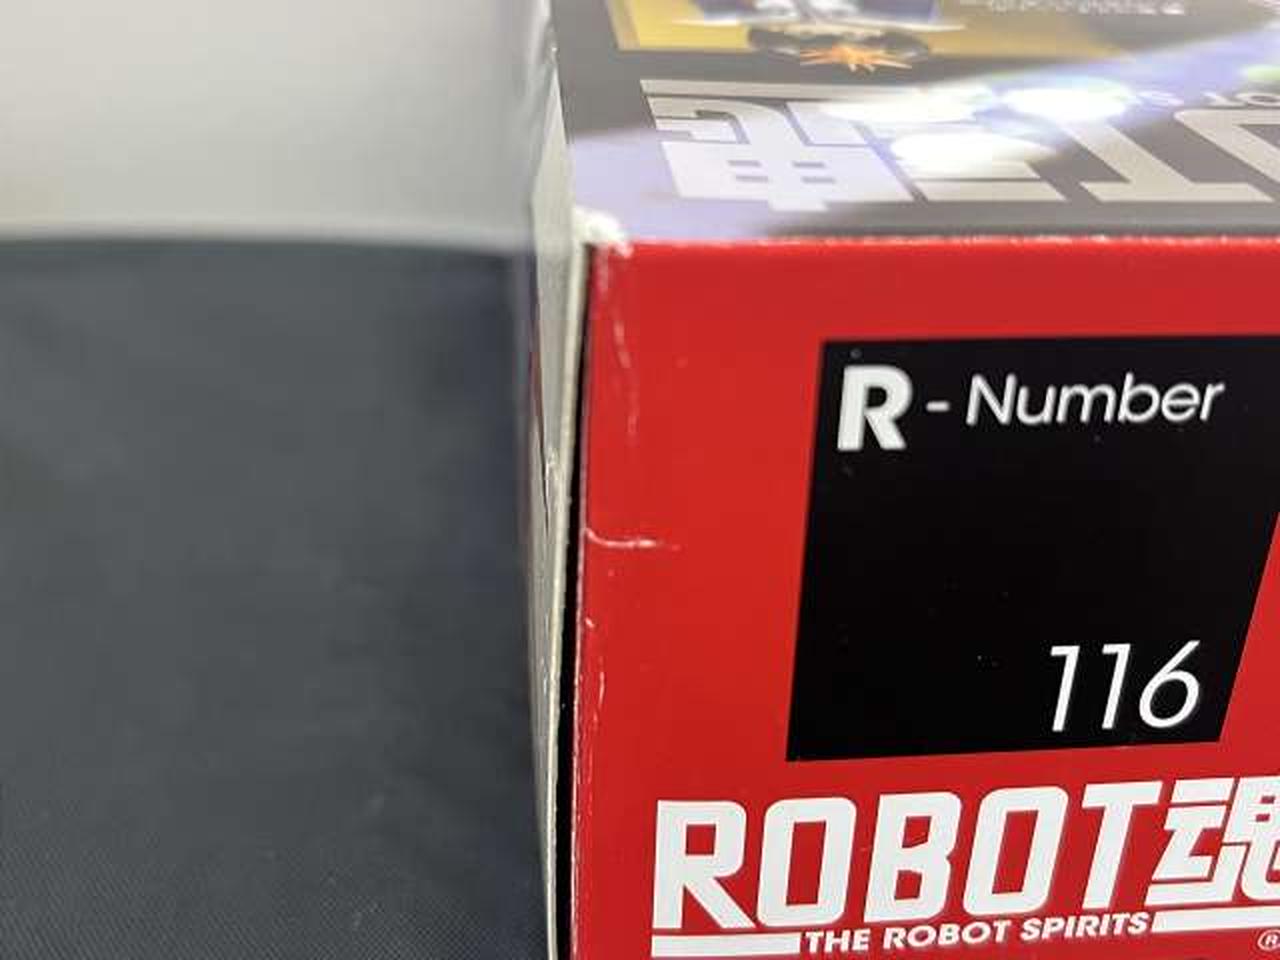 R - Number
116
ROBOT魂
THE ROBOT SPIRITS
®